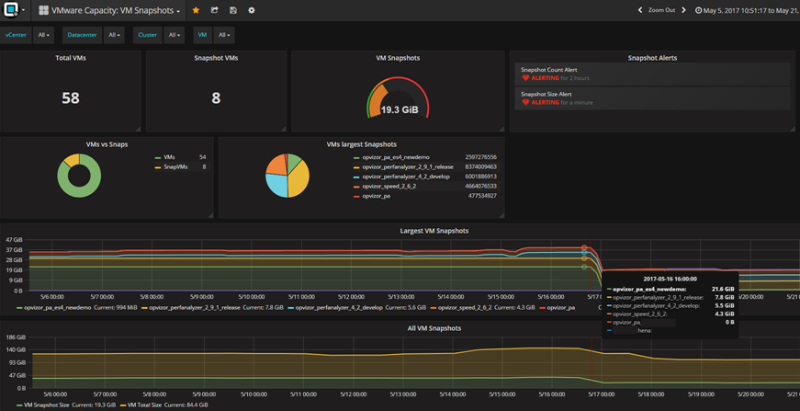 VMware Capacity: VM Snapshots
Zoom Out
May 5, 2017 10:51:17 to May 21,
vCenter
All
Datacenter
All
Cluster
All
VM
All
Total VMs
58
Snapshot VMs
8
VM Snapshots
19.3 GiB
Snapshot Alerts
Snapshot Count Alert
ALERTING for 2 hours
Snapshot Size Alert
ALERTING for a minute
VMs vs Snaps
VMs 54
SnapVMs 8
VMs largest Snapshots
opvizor_pa_es4_newdemo 2597276556
opvizor_perfanalyzer_2_9_1_release 8374009463
opvizor_perfanalyzer_4_2_develop 6001886913
opvizor_speed_2_6_2 4664076533
opvizor_pa 477534927
Largest VM Snapshots
47 GiB
37 GiB
28 GiB
19 GiB
9 GiB
0 B
5/6 00:00 5/7 00:00 5/8 00:00 5/9 00:00 5/10 00:00 5/11 00:00 5/12 00:00 5/13 00:00 5/14 00:00 5/15 00:00 5/16 00:00 5/17 0 /20 00:00 5/21
opvizor_pa_es4_newdemo Current: 994 MiB opvizor_perfanalyzer_2_9_1_release Current: 7.8 GiB opvizor_perfanalyzer_4_2_develop Current: 5.6 GiB opvizor_speed_2_6_2 Current: 4.3 GiB opvizor_pa
2017-05-16 16:00:00
opvizor_pa_es4_newdemo: 21.6 GiB
opvizor_perfanalyzer_2_9_1_release: 7.8 GiB
opvizor_perfanalyzer_4_2_develop: 5.5 GiB
opvizor_speed_2_6_2: 4.3 GiB
opvizor_pa 0 B
hena:
All VM Snapshots
186 GiB
140 GiB
93 GiB
47 GiB
0 B
5/6 00:00 5/7 00:00 5/8 00:00 5/9 00:00 5/10 00:00 5/11 00:00 5/12 00:00 5/13 00:00 5/14 00:00 5/15 00:00 5/16 00:00 5/17 00:00 5/18 00:00 5/19 00:00 5/20 00:00 5/21
VM Snapshot Size Current: 19.3 GiB VM Total Size Current: 84.4 GiB